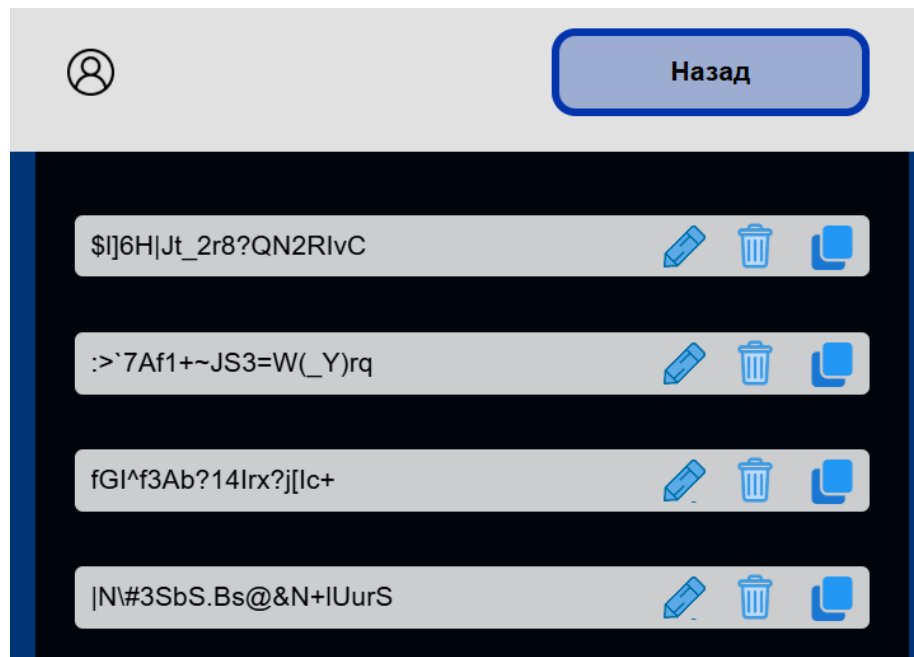 Назад
$l]6H|Jt_2r8?QN2RIvC
:>`7Af1+~JS3=W(_Y)rq
fGI^f3Ab?14Irx?j[Ic+
|N\#3SbS.Bs@&N+lUurS